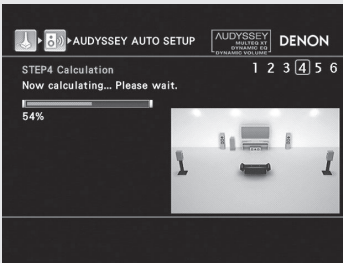 AUDYSSEY AUTO SETUP
AUDYSSEY
MULTEQ XT
DYNAMIC EQ
DYNAMIC VOLUME
DENON
STEP4 Calculation
1 2 3 4 5 6
Now calculating... Please wait.
54%